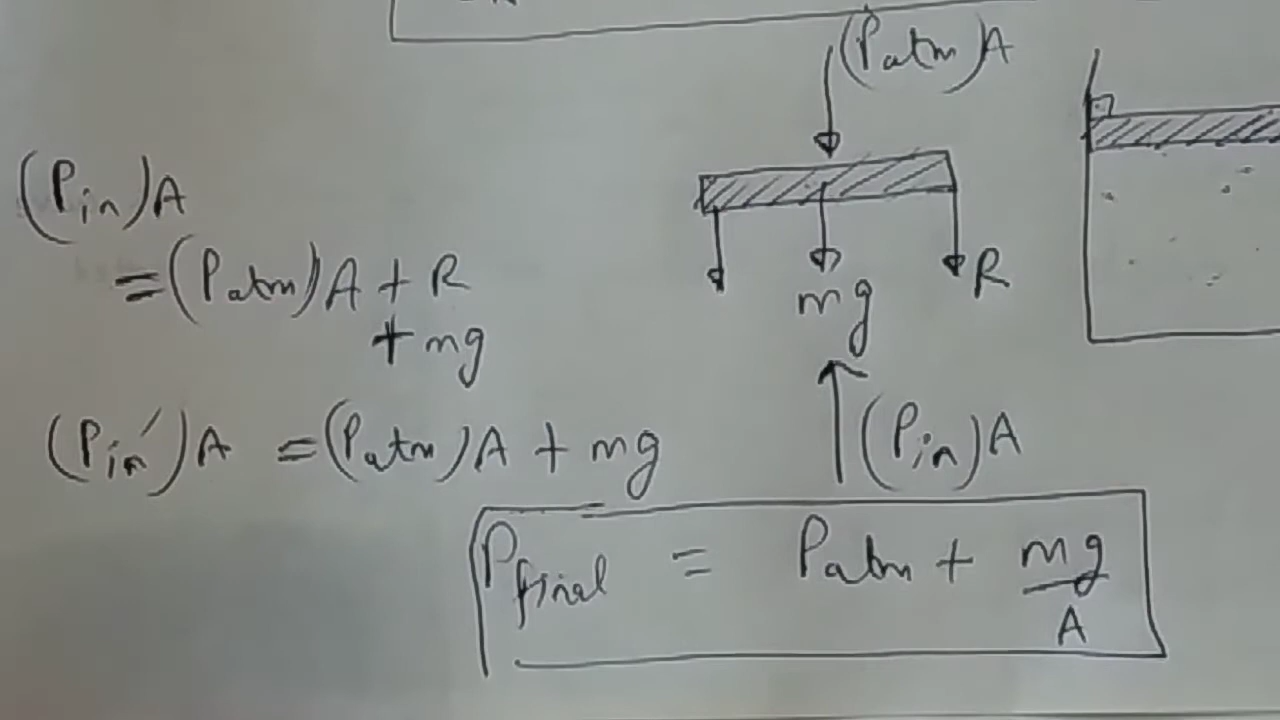 (Patm)A
(Pin)A
= (Patm)A + R
+ mg
R
mg
(Pin')A = (Patm)A + mg
(Pin)A
Pfinal = Patm + mg/A